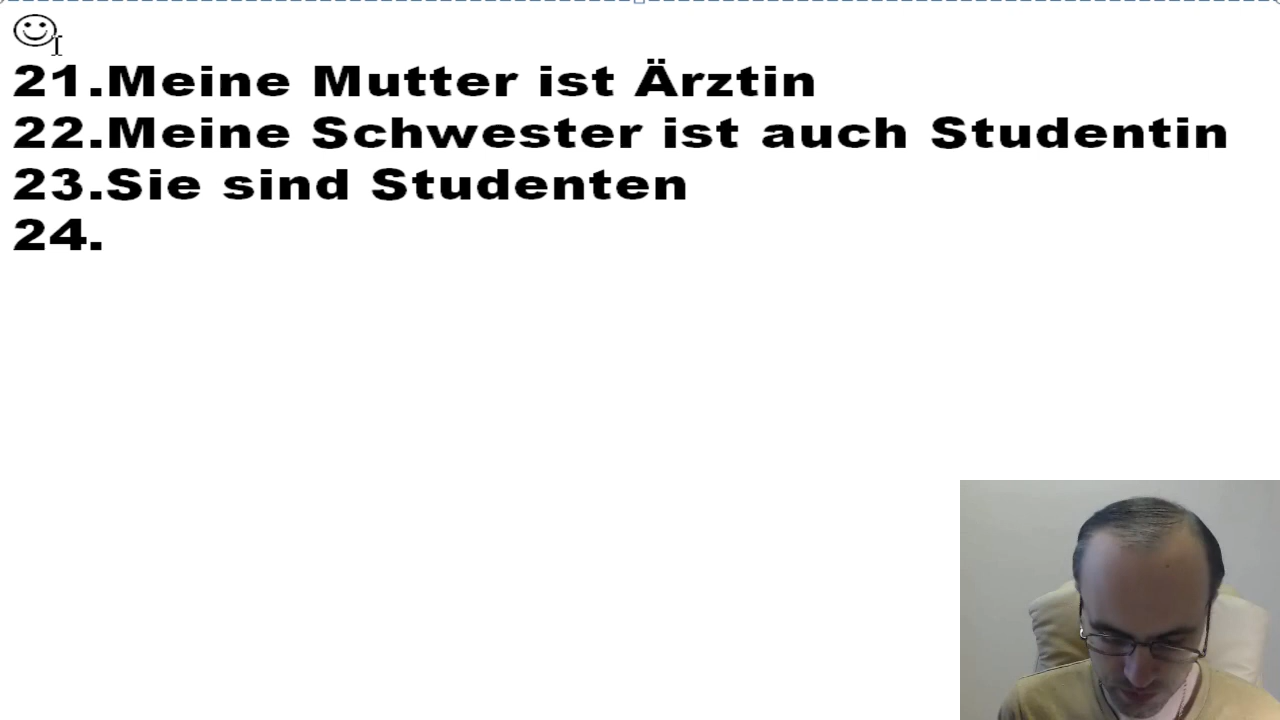 21.Meine Mutter ist Ärztin
22.Meine Schwester ist auch Studentin
23.Sie sind Studenten
24.